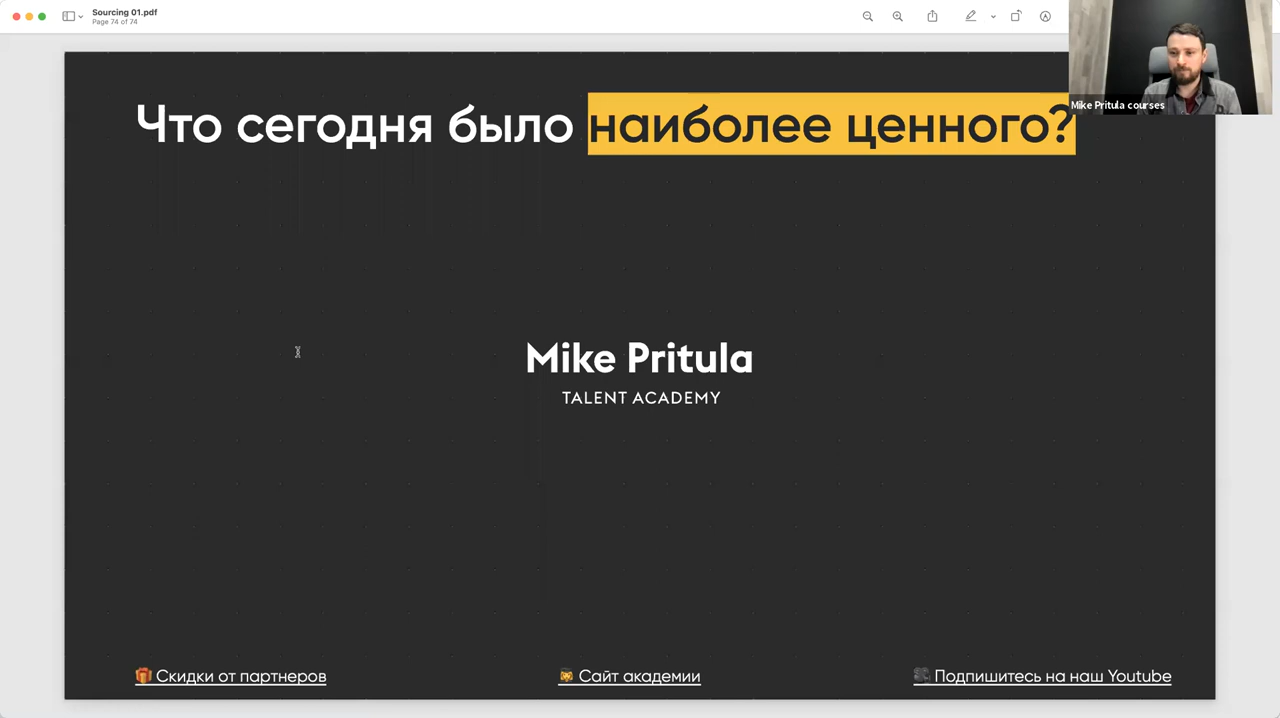 Sourcing 01.pdf
Page 74 of 74
Mike Pritula courses
Что сегодня было наиболее ценного?
Mike Pritula
TALENT ACADEMY
Скидки от партнеров
Сайт академии
Подпишитесь на наш Youtube